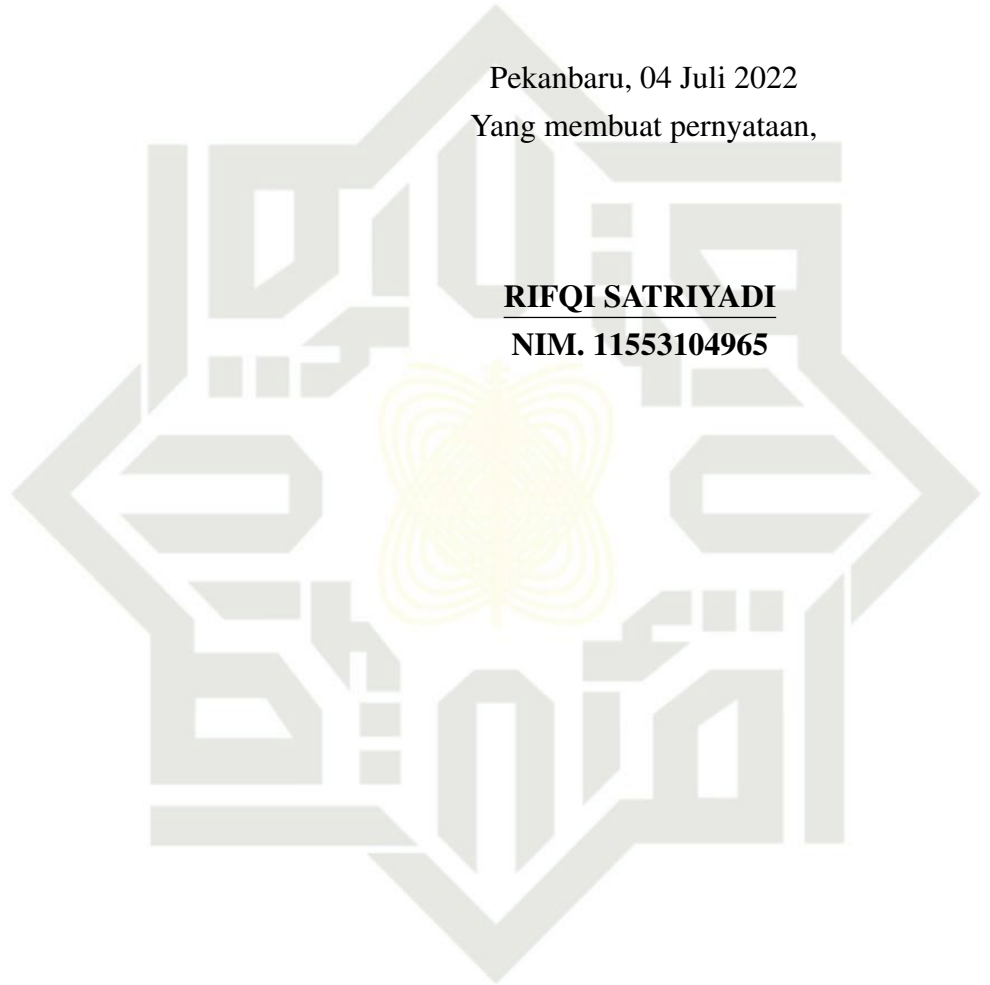 Pekanbaru, 04 Juli 2022
Yang membuat pernyataan,
RIFQI SATRIYADI
NIM. 11553104965